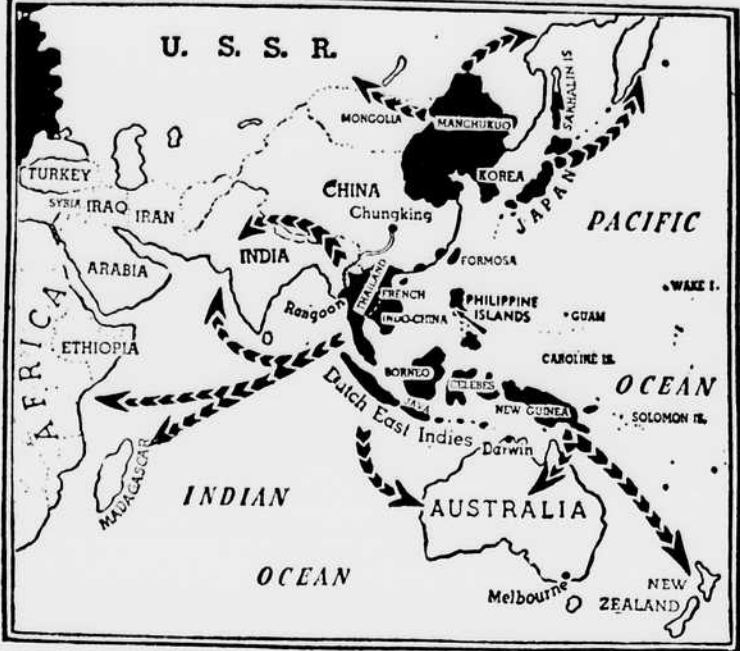 U. S. S. R.
MONGOLIA
MANCHUKUO
SAKHALIN IS
TURKEY
SYRIA
IRAQ
IRAN
CHINA
Chungking
KOREA
JAPAN
PACIFIC
OCEAN
ARABIA
INDIA
Rangoon
THAILAND
FRENCH
INDO-CHINA
FORMOSA
PHILIPPINE
ISLANDS
WAKE I.
GUAM
CAROLINE IS.
AFRICA
ETHIOPIA
BORNEO
CELEBES
JAVA
NEW GUINEA
SOLOMON IS.
Dutch East Indies
Darwin
MADAGASCAR
INDIAN
OCEAN
AUSTRALIA
Melbourne
NEW
ZEALAND